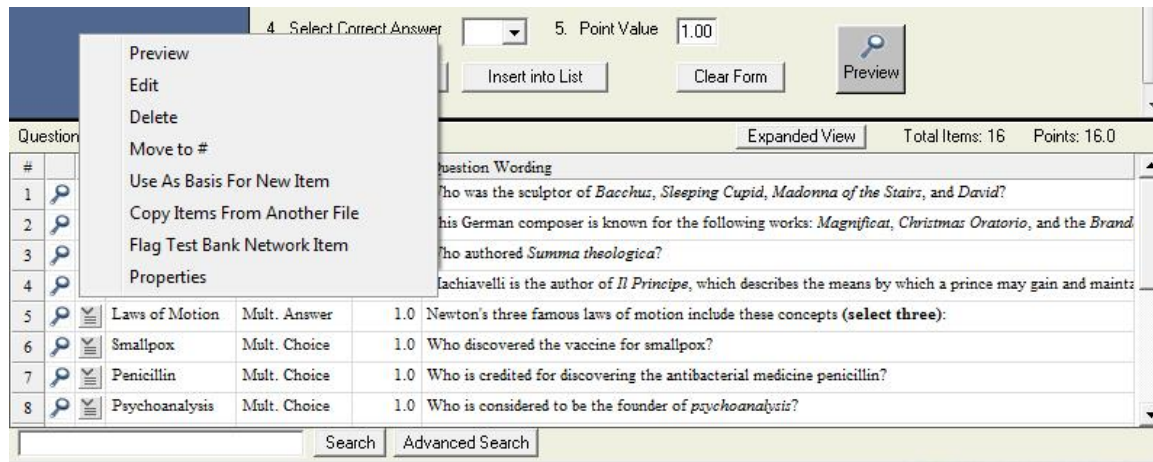 4. Select Correct Answer 5. Point Value 1.00
Insert into List Clear Form Preview
Preview
Edit
Delete
Move to #
Use As Basis For New Item
Copy Items From Another File
Flag Test Bank Network Item
Properties
Question Expanded View Total Items: 16 Points: 16.0
# Question Wording
1 Who was the sculptor of Bacchus, Sleeping Cupid, Madonna of the Stairs, and David?
2 This German composer is known for the following works: Magnificat, Christmas Oratorio, and the Brand
3 Who authored Summa theologica?
4 Machiavelli is the author of Il Principe, which describes the means by which a prince may gain and mainta
5 Laws of Motion Mult. Answer 1.0 Newton's three famous laws of motion include these concepts (select three):
6 Smallpox Mult. Choice 1.0 Who discovered the vaccine for smallpox?
7 Penicillin Mult. Choice 1.0 Who is credited for discovering the antibacterial medicine penicillin?
8 Psychoanalysis Mult. Choice 1.0 Who is considered to be the founder of psychoanalysis?
Search Advanced Search